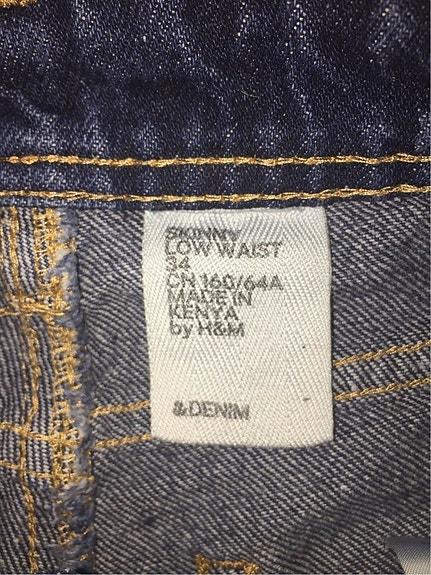 SKINNY
LOW WAIST
34
CN 160/64A
MADE IN
KENYA
by H&M
&DENIM